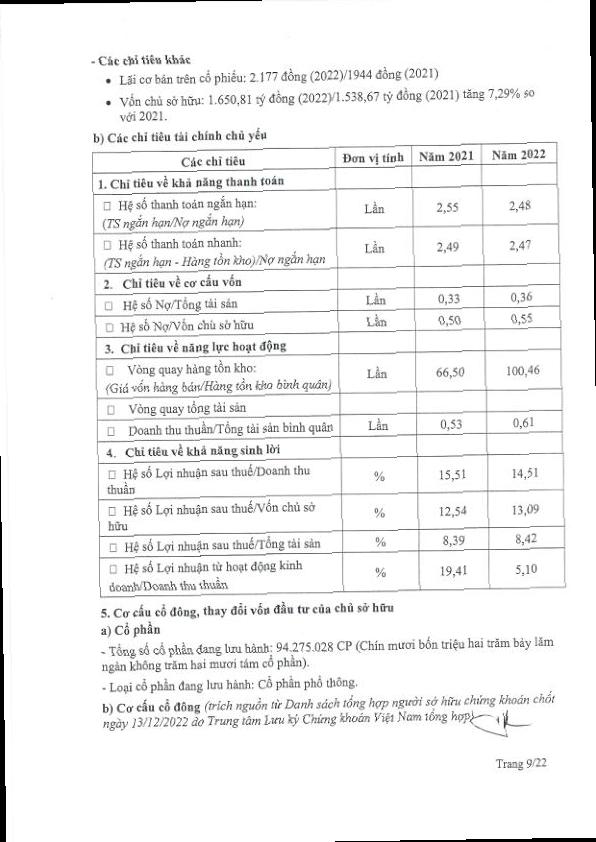 - Các chỉ tiêu khác
• Lãi cơ bản trên cổ phiếu: 2.177 đồng (2022)/1944 đồng (2021)
• Vốn chủ sở hữu: 1.650,81 tỷ đồng (2022)/1.538,67 tỷ đồng (2021) tăng 7,29% so
với 2021.
b) Các chỉ tiêu tài chính chủ yếu
Các chỉ tiêu Đơn vị tính Năm 2021 Năm 2022
1. Chỉ tiêu về khả năng thanh toán
□ Hệ số thanh toán ngắn hạn:
(TS ngắn hạn/Nợ ngắn hạn) Lần 2,55 2,48
□ Hệ số thanh toán nhanh:
(TS ngắn hạn - Hàng tồn kho)/Nợ ngắn hạn Lần 2,49 2,47
2. Chỉ tiêu về cơ cấu vốn
□ Hệ số Nợ/Tổng tài sản Lần 0,33 0,36
□ Hệ số Nợ/Vốn chủ sở hữu Lần 0,50 0,55
3. Chỉ tiêu về năng lực hoạt động
□ Vòng quay hàng tồn kho:
(Giá vốn hàng bán/Hàng tồn kho bình quân) Lần 66,50 100,46
□ Vòng quay tổng tài sản
□ Doanh thu thuần/Tổng tài sản bình quân Lần 0,53 0,61
4. Chỉ tiêu về khả năng sinh lời
□ Hệ số Lợi nhuận sau thuế/Doanh thu
thuần % 15,51 14,51
□ Hệ số Lợi nhuận sau thuế/Vốn chủ sở
hữu % 12,54 13,09
□ Hệ số Lợi nhuận sau thuế/Tổng tài sản % 8,39 8,42
□ Hệ số Lợi nhuận từ hoạt động kinh
doanh/Doanh thu thuần % 19,41 5,10
5. Cơ cấu cổ đông, thay đổi vốn đầu tư của chủ sở hữu
a) Cổ phần
- Tổng số cổ phần đang lưu hành: 94.275.028 CP (Chín mươi bốn triệu hai trăm bảy lăm
ngàn không trăm hai mươi tám cổ phần).
- Loại cổ phần đang lưu hành: Cổ phần phổ thông.
b) Cơ cấu cổ đông (trích nguồn từ Danh sách tổng hợp người sở hữu chứng khoán chốt
ngày 13/12/2022 do Trung tâm Lưu ký Chứng khoán Việt Nam tổng hợp)
Trang 9/22